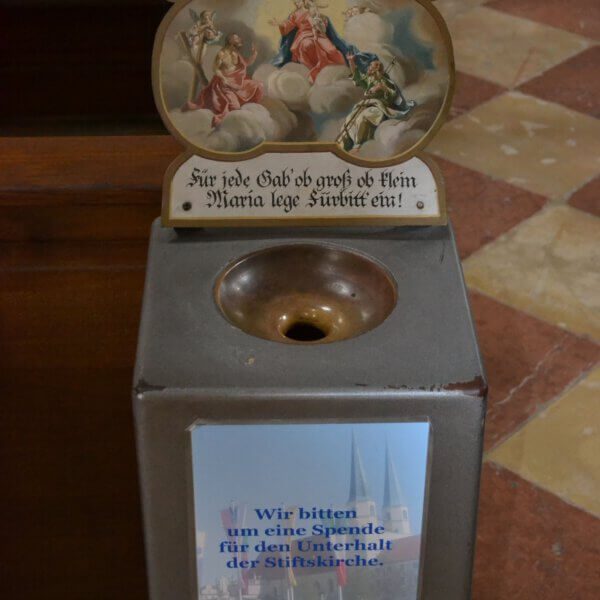 Für jede Gab' ob groß ob klein
Maria lege Fürbitt' ein!
Wir bitten
um eine Spende
für den Unterhalt
der Stiftskirche.